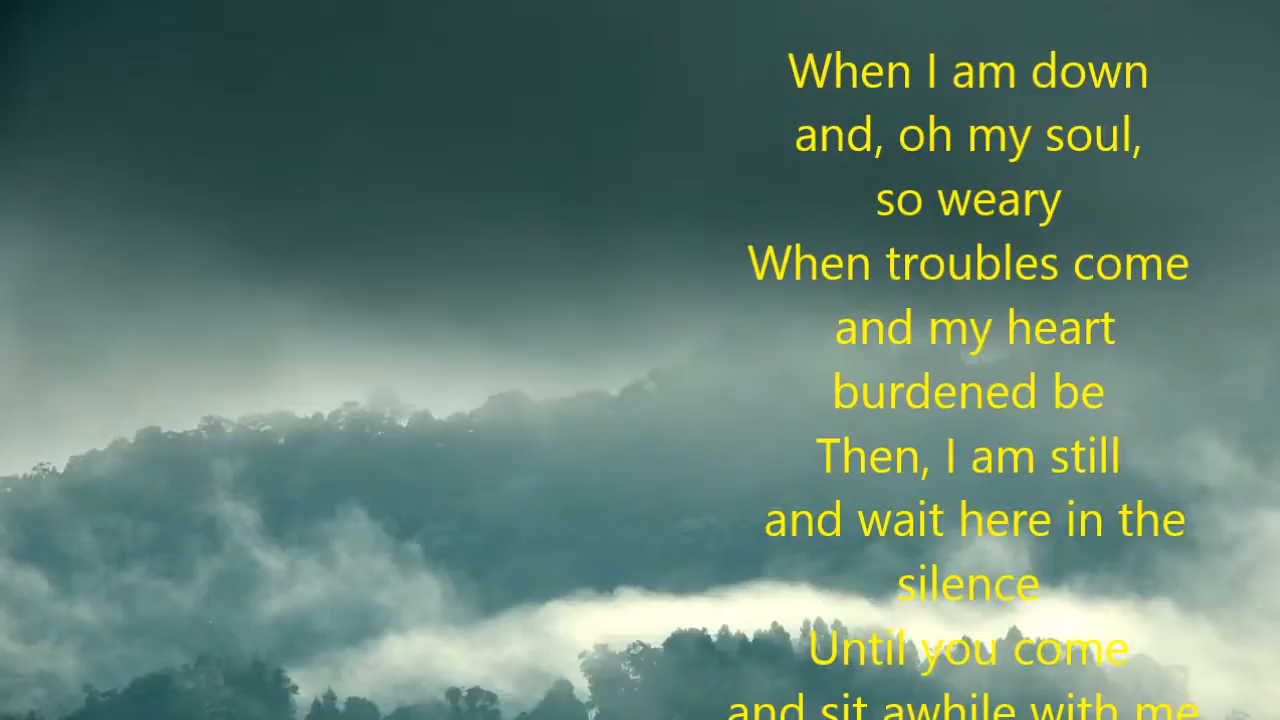 When I am down
and, oh my soul,
so weary
When troubles come
and my heart
burdened be
Then, I am still
and wait here in the
silence
Until you come
and sit awhile with me